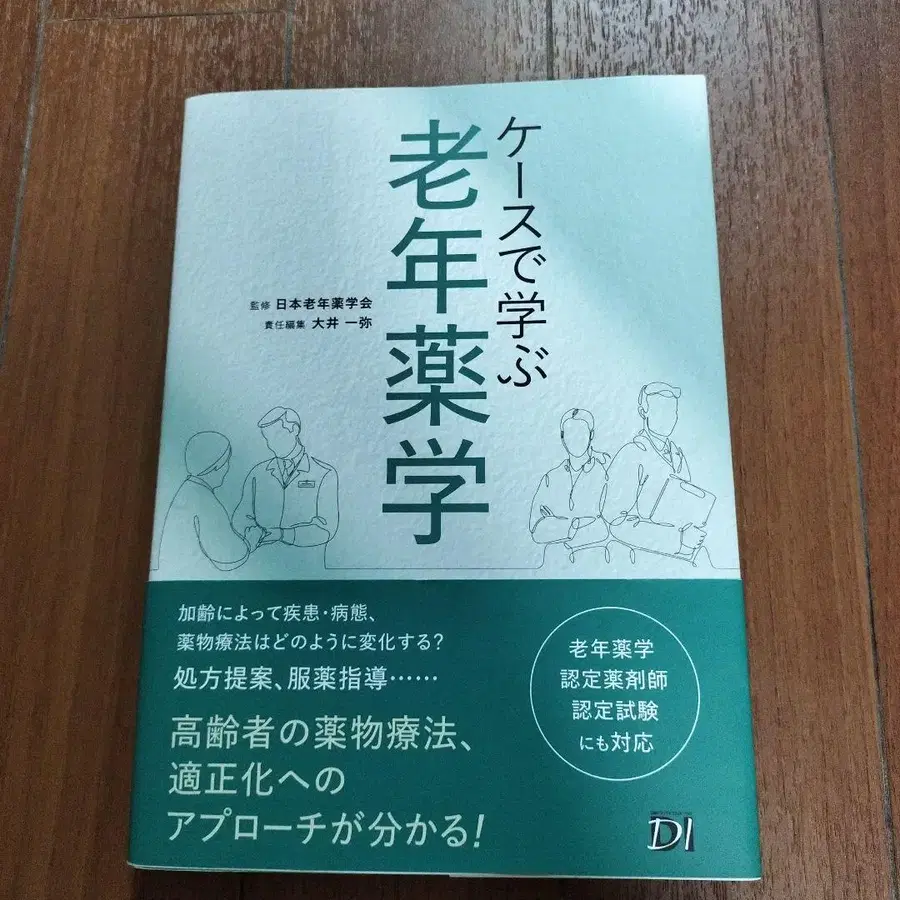 ケースで学ぶ
老年薬学
監修 日本老年薬学会
責任編集 大井 一弥
加齢によって疾患・病態、
薬物療法はどのように変化する?
処方提案、服薬指導……
高齢者の薬物療法、
適正化への
アプローチが分かる!
老年薬学
認定薬剤師
認定試験
にも対応
DI